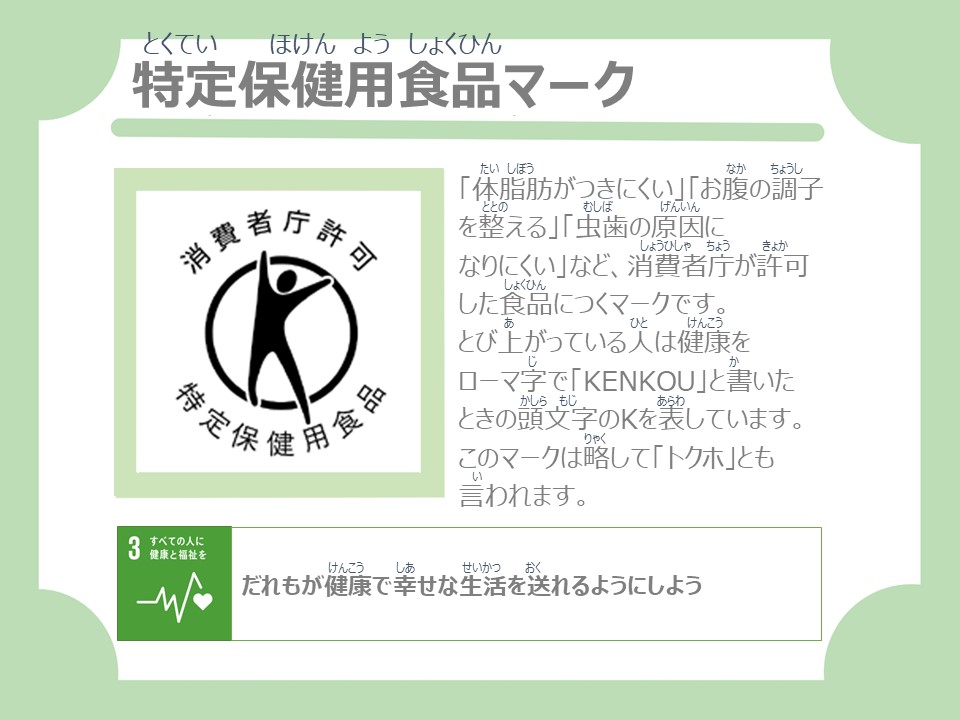 とくてい ほけん よう しょくひん
特定保健用食品マーク
消費者庁許可
特定保健用食品
たい しぼう なか ちょうし
「体脂肪がつきにくい」「お腹の調子
ととの むしば げんいん
を整える」「虫歯の原因に
しょうひしゃ ちょう きょか
なりにくい」など、消費者庁が許可
しょくひん
した食品につくマークです。
あ ひと けんこう
とび上がっている人は健康を
じ か
ローマ字で「KENKOU」と書いた
かしら もじ あらわ
ときの頭文字のKを表しています。
りゃく
このマークは略して「トクホ」とも
い
言われます。
3 すべての人に
健康と福祉を
けんこう しあ せいかつ おく
だれもが健康で幸せな生活を送れるようにしよう